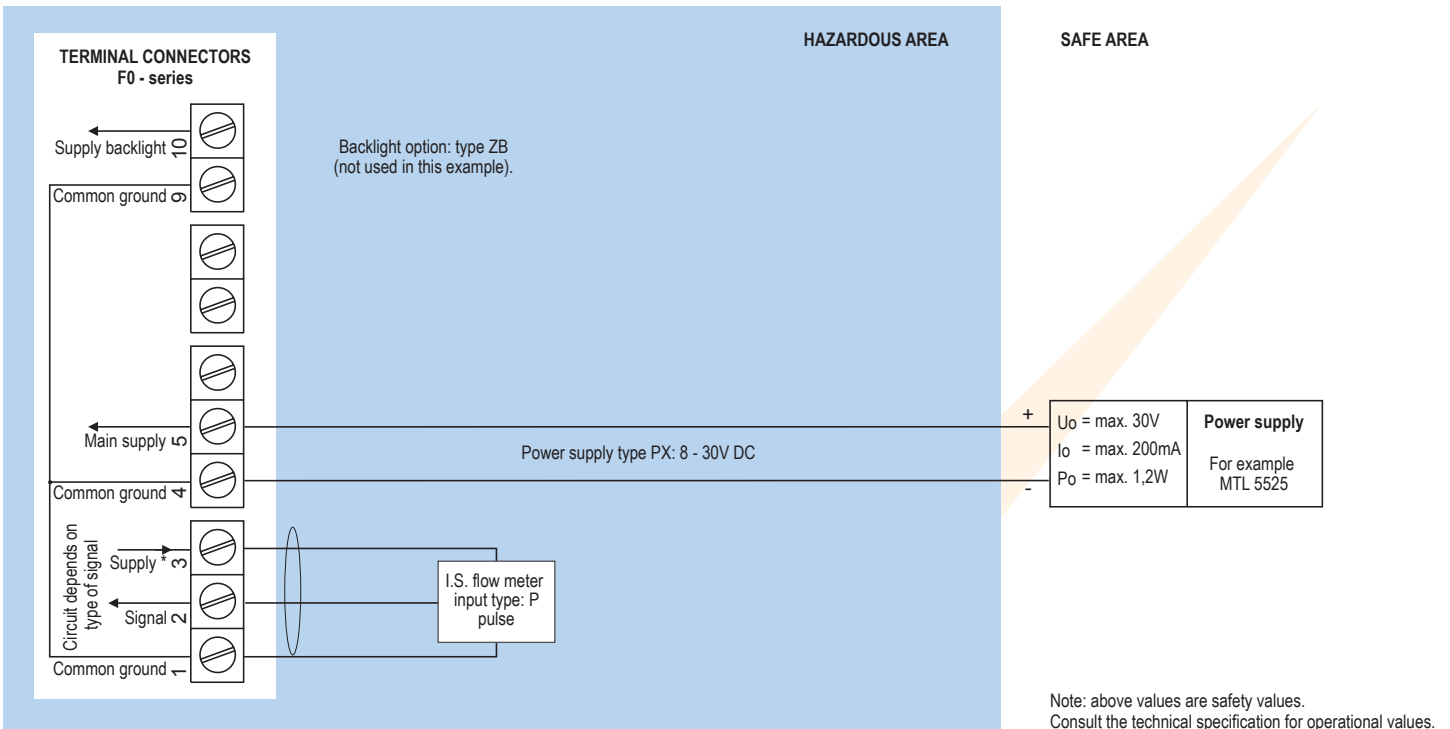 HAZARDOUS AREA
SAFE AREA
TERMINAL CONNECTORS
F0 - series
Supply backlight 10
Common ground 9
Backlight option: type ZB
(not used in this example).
Main supply 5
Common ground 4
Power supply type PX: 8 - 30V DC
+
-
Uo = max. 30V
Io = max. 200mA
Po = max. 1,2W
Power supply
For example
MTL 5525
Circuit depends on
type of signal
Supply * 3
Signal 2
Common ground 1
I.S. flow meter
input type: P
pulse
Note: above values are safety values.
Consult the technical specification for operational values.